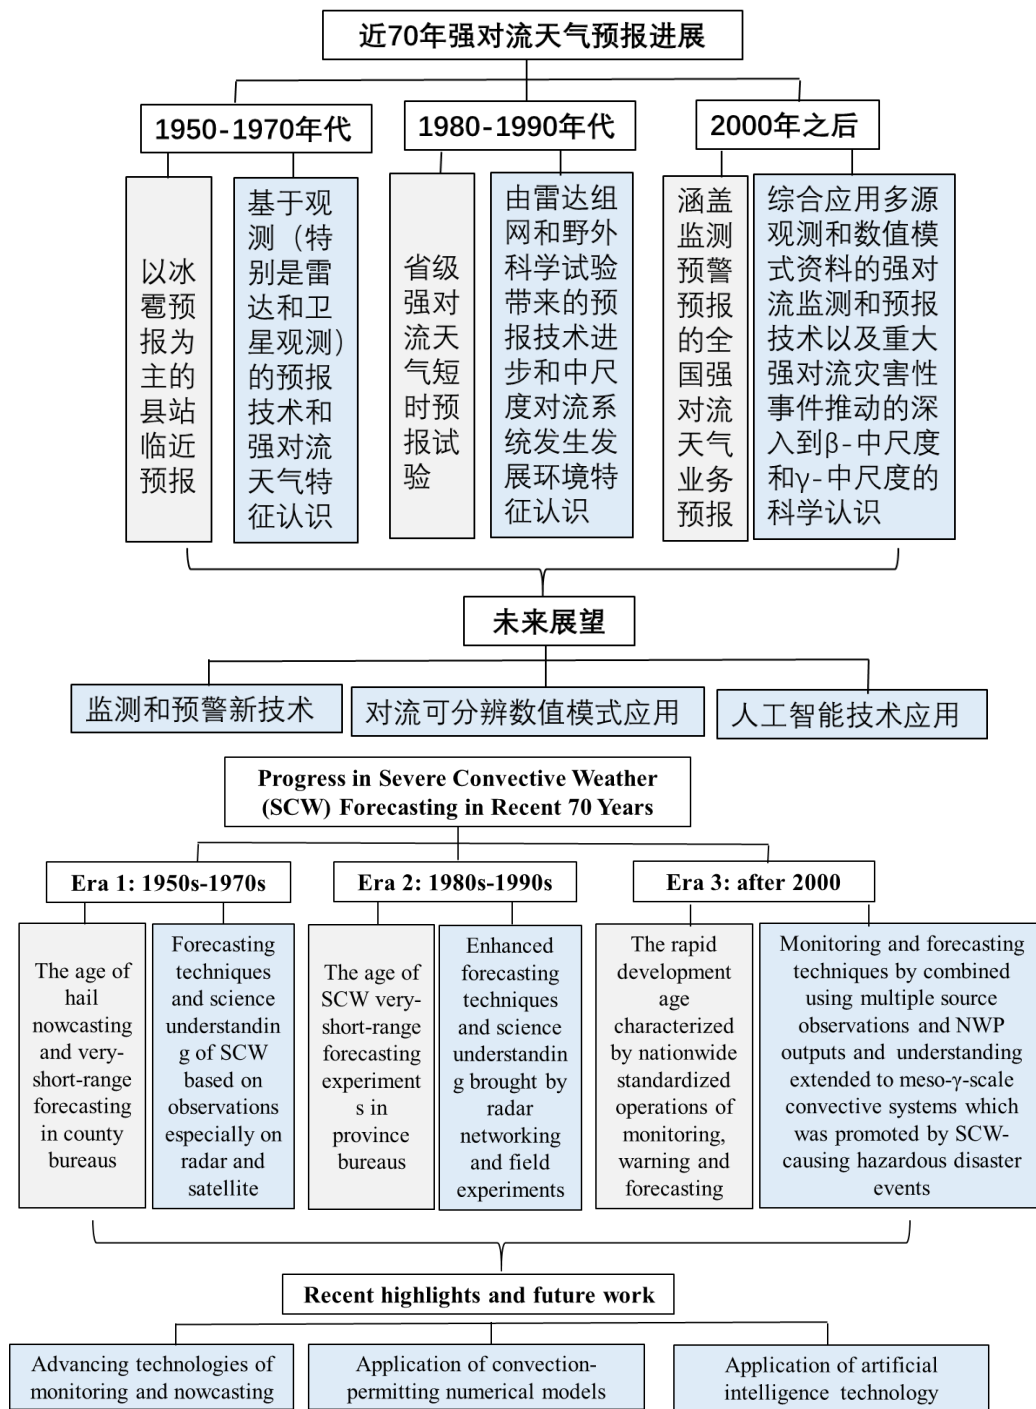 近70年强对流天气预报进展
1950-1970年代
1980-1990年代
2000年之后
以冰
雹预
报为
主的
县站
临近
预报
基于观
测（特
别是雷
达和卫
星观测）
的预报
技术和
强对流
天气特
征认识
省级
强对
流天
气短
时预
报试
验
由雷达组
网和野外
科学试验
带来的预
报技术进
步和中尺
度对流系
统发生发
展环境特
征认识
涵盖
监测
预警
预报
的全
国强
对流
天气
业务
预报
综合应用多源
观测和数值模
式资料的强对
流监测和预报
技术以及重大
强对流灾害性
事件推动的深
入到β-中尺度
和γ-中尺度的
科学认识
未来展望
监测和预警新技术
对流可分辨数值模式应用
人工智能技术应用
Progress in Severe Convective Weather
(SCW) Forecasting in Recent 70 Years
Era 1: 1950s-1970s
Era 2: 1980s-1990s
Era 3: after 2000
The age of
hail
nowcasting
and very-
short-range
forecasting
in county
bureaus
Forecasting
techniques
and science
understandin
g of SCW
based on
observations
especially on
radar and
satellite
The age of
SCW very-
short-range
forecasting
experiment
s in
province
bureaus
Enhanced
forecasting
techniques
and science
understandin
g brought by
radar
networking
and field
experiments
The rapid
development
age
characterized
by nationwide
standardized
operations of
monitoring,
warning and
forecasting
Monitoring and forecasting
techniques by combined
using multiple source
observations and NWP
outputs and understanding
extended to meso-γ-scale
convective systems which
was promoted by SCW-
causing hazardous disaster
events
Recent highlights and future work
Advancing technologies of
monitoring and nowcasting
Application of convection-
permitting numerical models
Application of artificial
intelligence technology